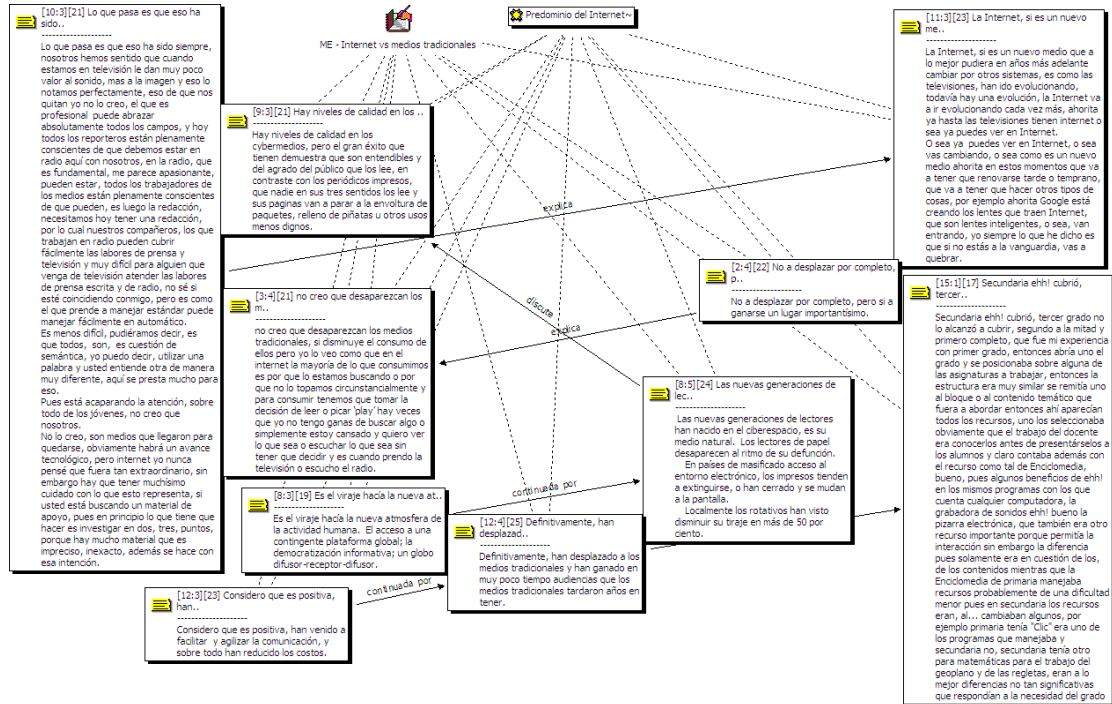 Predominio del Internet~
ME - Internet vs medios tradicionales
[10:3][21] Lo que pasa es que eso ha
sido..
--------------------
Lo que pasa es que eso ha sido siempre,
nosotros hemos sentido que cuando
estamos en televisión le dan muy poco
valor al sonido, mas a la imagen y eso lo
notamos perfectamente, eso de que nos
quitan yo no lo creo, el que es
profesional puede abrazar
absolutamente todos los campos, y hoy
todos los reporteros están plenamente
conscientes de que debemos estar en
radio aquí con nosotros, en la radio, que
es fundamental, me parece apasionante,
pueden estar, todos los trabajadores de
los medios están plenamente conscientes
de que pueden, es luego la redacción,
necesitamos hoy tener una redacción,
por lo cual nuestros compañeros, los que
trabajan en radio pueden cubrir
fácilmente las labores de prensa y
televisión y muy difícil para alguien que
venga de televisión atender las labores
de prensa escrita y de radio, no sé si
esté coincidiendo conmigo, pero es como
el que prende a manejar estándar puede
manejar fácilmente en automático.
Es menos difícil, pudiéramos decir, es
que todos, son, es cuestión de
semántica, yo puedo decir, utilizar una
palabra y usted entiende otra de manera
muy diferente, aquí se presta mucho para
eso.
Pues está acaparando la atención, sobre
todo de los jóvenes, no creo que
nosotros.
No lo creo, son medios que llegaron para
quedarse, obviamente habrá un avance
tecnológico, pero internet yo nunca
pensé que fuera tan extraordinario, sin
embargo hay que tener muchísimo
cuidado con lo que esto representa, si
usted está buscando un material de
apoyo, pues en principio lo que tiene que
hacer es investigar en dos, tres, puntos,
porque hay mucho material que es
impreciso, inexacto, además se hace con
esa intención.
[9:3][21] Hay niveles de calidad en los ..
--------------------
Hay niveles de calidad en los
cybermedios, pero el gran éxito que
tienen demuestra que son entendibles y
del agrado del público que los lee, en
contraste con los periódicos impresos,
que nadie en sus tres sentidos los lee y
sus paginas van a parar a la envoltura de
paquetes, relleno de piñatas u otros usos
menos dignos.
[3:4][21] no creo que desaparezcan los
m..
--------------------
no creo que desaparezcan los medios
tradicionales, si disminuye el consumo de
ellos pero yo lo veo como que en el
internet la mayoría de lo que consumimos
es por que lo estamos buscando o por
que no lo topamos circunstancialmente y
para consumir tenemos que tomar la
decisión de leer o picar 'play' hay veces
que yo no tengo ganas de buscar algo o
simplemente estoy cansado y quiero ver
lo que sea o escuchar lo que sea sin
tener que decidir y es cuando prendo la
televisión o escucho el radio.
[8:3][19] Es el viraje hacía la nueva at..
--------------------
Es el viraje hacía la nueva atmosfera de
la actividad humana. El acceso a una
contingente plataforma global; la
democratización informativa; un globo
difusor-receptor-difusor.
[12:3][23] Considero que es positiva,
han..
--------------------
Considero que es positiva, han venido a
facilitar y agilizar la comunicación, y
sobre todo han reducido los costos.
[12:4][25] Definitivamente, han
desplazad..
--------------------
Definitivamente, han desplazado a los
medios tradicionales y han ganado en
muy poco tiempo audiencias que los
medios tradicionales tardaron años en
tener.
[8:5][24] Las nuevas generaciones de
lec..
--------------------
Las nuevas generaciones de lectores
han nacido en el ciberespacio, es su
medio natural. Los lectores de papel
desaparecen al ritmo de su defunción.
En países de masificado acceso al
entorno electrónico, los impresos tienden
a extinguirse, o han cerrado y se mudan
a la pantalla.
Localmente los rotativos han visto
disminuir su tiraje en más de 50 por
ciento.
[2:4][22] No a desplazar por completo,
p..
--------------------
No a desplazar por completo, pero si a
ganarse un lugar importantísimo.
[11:3][23] La Internet, si es un nuevo
me..
--------------------
La Internet, si es un nuevo medio que a
lo mejor pudiera en años más adelante
cambiar por otros sistemas, es como las
televisiones, han ido evolucionando,
todavía hay una evolución, la Internet va
a ir evolucionando cada vez más, ahorita
ya hasta las televisiones tienen internet o
sea ya puedes ver en Internet.
O sea ya puedes ver en Internet, o sea
vas cambiando, o sea como es un nuevo
medio ahorita en estos momentos que va
a tener que renovarse tarde o temprano,
que va a tener que hacer otros tipos de
cosas, por ejemplo ahorita Google está
creando los lentes que traen Internet,
que son lentes inteligentes, o sea, van
entrando, yo siempre lo que he dicho es
que si no estás a la vanguardia, vas a
quebrar.
[15:1][17] Secundaria ehh! cubrió,
tercer..
--------------------
Secundaria ehh! cubrió, tercer grado no
lo alcanzó a cubrir, segundo a la mitad y
primero completo, que fue mi experiencia
con primer grado, entonces abría uno el
grado y se posicionaba sobre alguna de
las asignaturas a trabajar, entonces la
estructura era muy similar se remitía uno
al bloque o al contenido temático que
fuera a abordar entonces ahí aparecían
todos los recursos, uno los seleccionaba
obviamente que el trabajo del docente
era conocerlos antes de presentárselos a
los alumnos y claro contaba además con
el recurso como tal de Enciclomedia,
bueno, pues algunos beneficios de ehh!
en los mismos programas con los que
cuenta cualquier computadora, la
grabadora de sonidos ehh! bueno la
pizarra electrónica, que también era otro
recurso importante porque permitía la
interacción sin embargo la diferencia
pues solamente era en cuestión de los,
de los contenidos mientras que la
Enciclomedia de primaria manejaba
recursos probablemente de una dificultad
menor pues en secundaria los recursos
eran, al... cambiaban algunos, por
ejemplo primaria tenía "Clic" era uno de
los programas que manejaba y
secundaria no, secundaria tenía otro
para matemáticas para el trabajo del
geoplano y de las regletas, eran a lo
mejor diferencias no tan significativas
que respondían a la necesidad del grado
explica
discute
explica
continuada por
continuada por